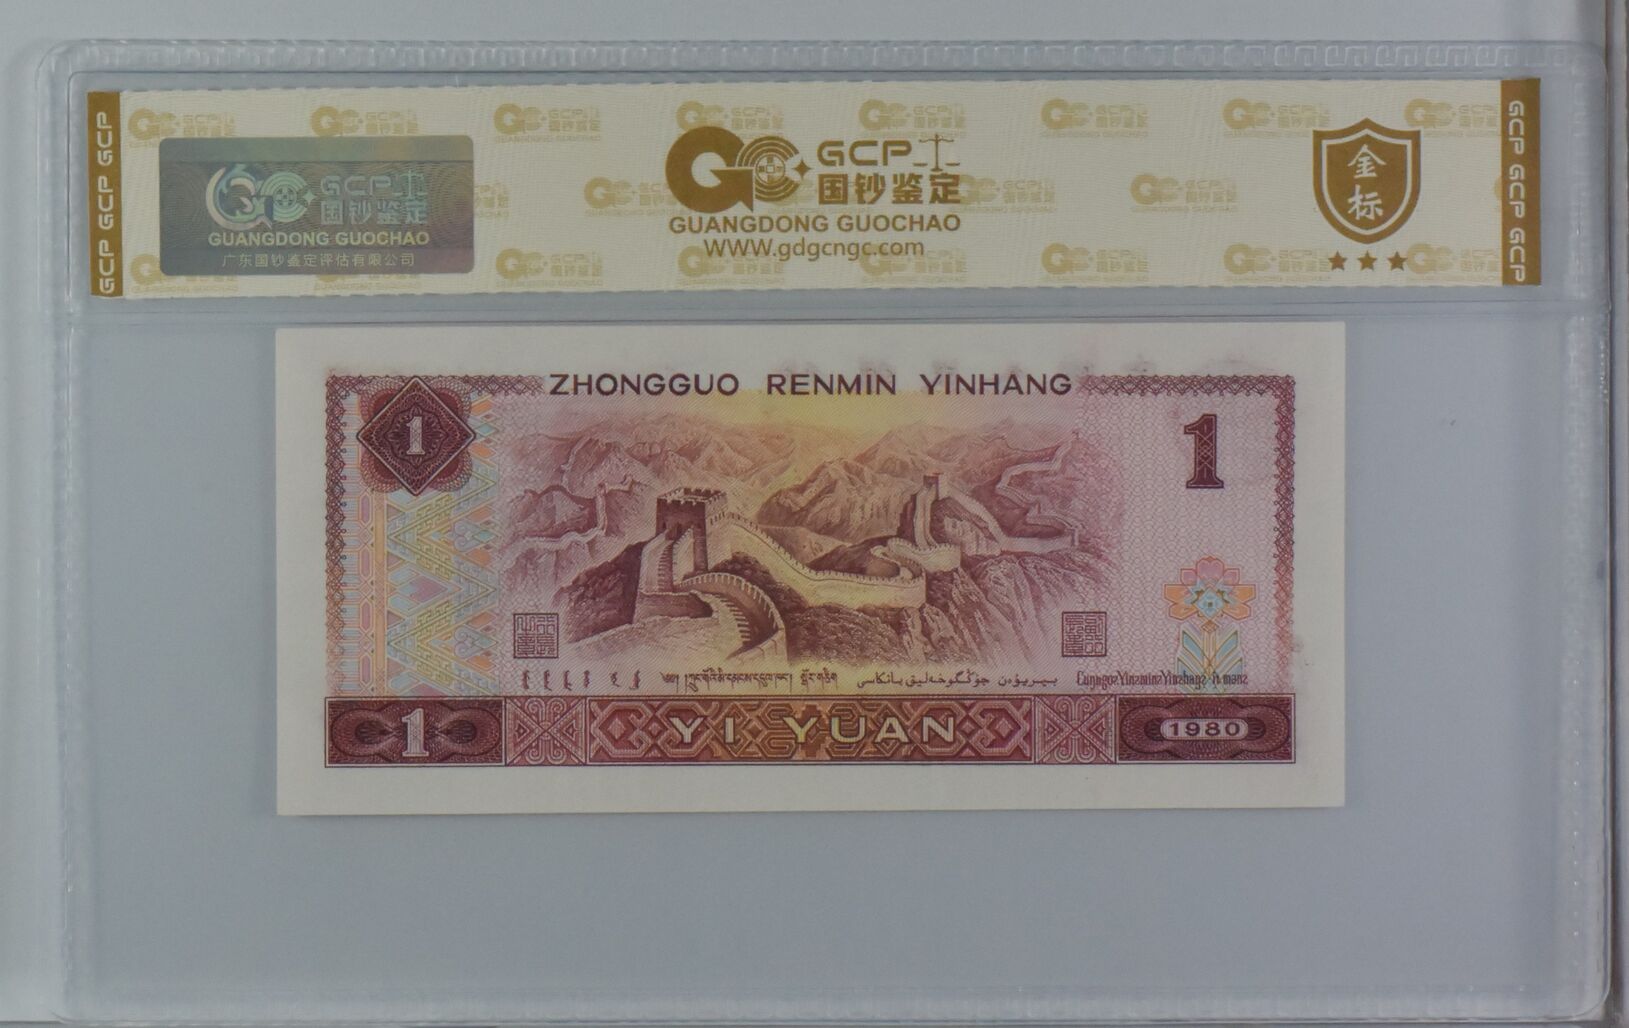 GCP GCP GCP
GCP 国钞鉴定
GUANGDONG GUOCHAO
广东国钞鉴定评估有限公司
GCP
国钞鉴定
GUANGDONG GUOCHAO
WWW.gdgcngc.com
金标
★★★
GCP GCP GCP
ZHONGGUO RENMIN YINHANG
1
1
1
YI YUAN
1980